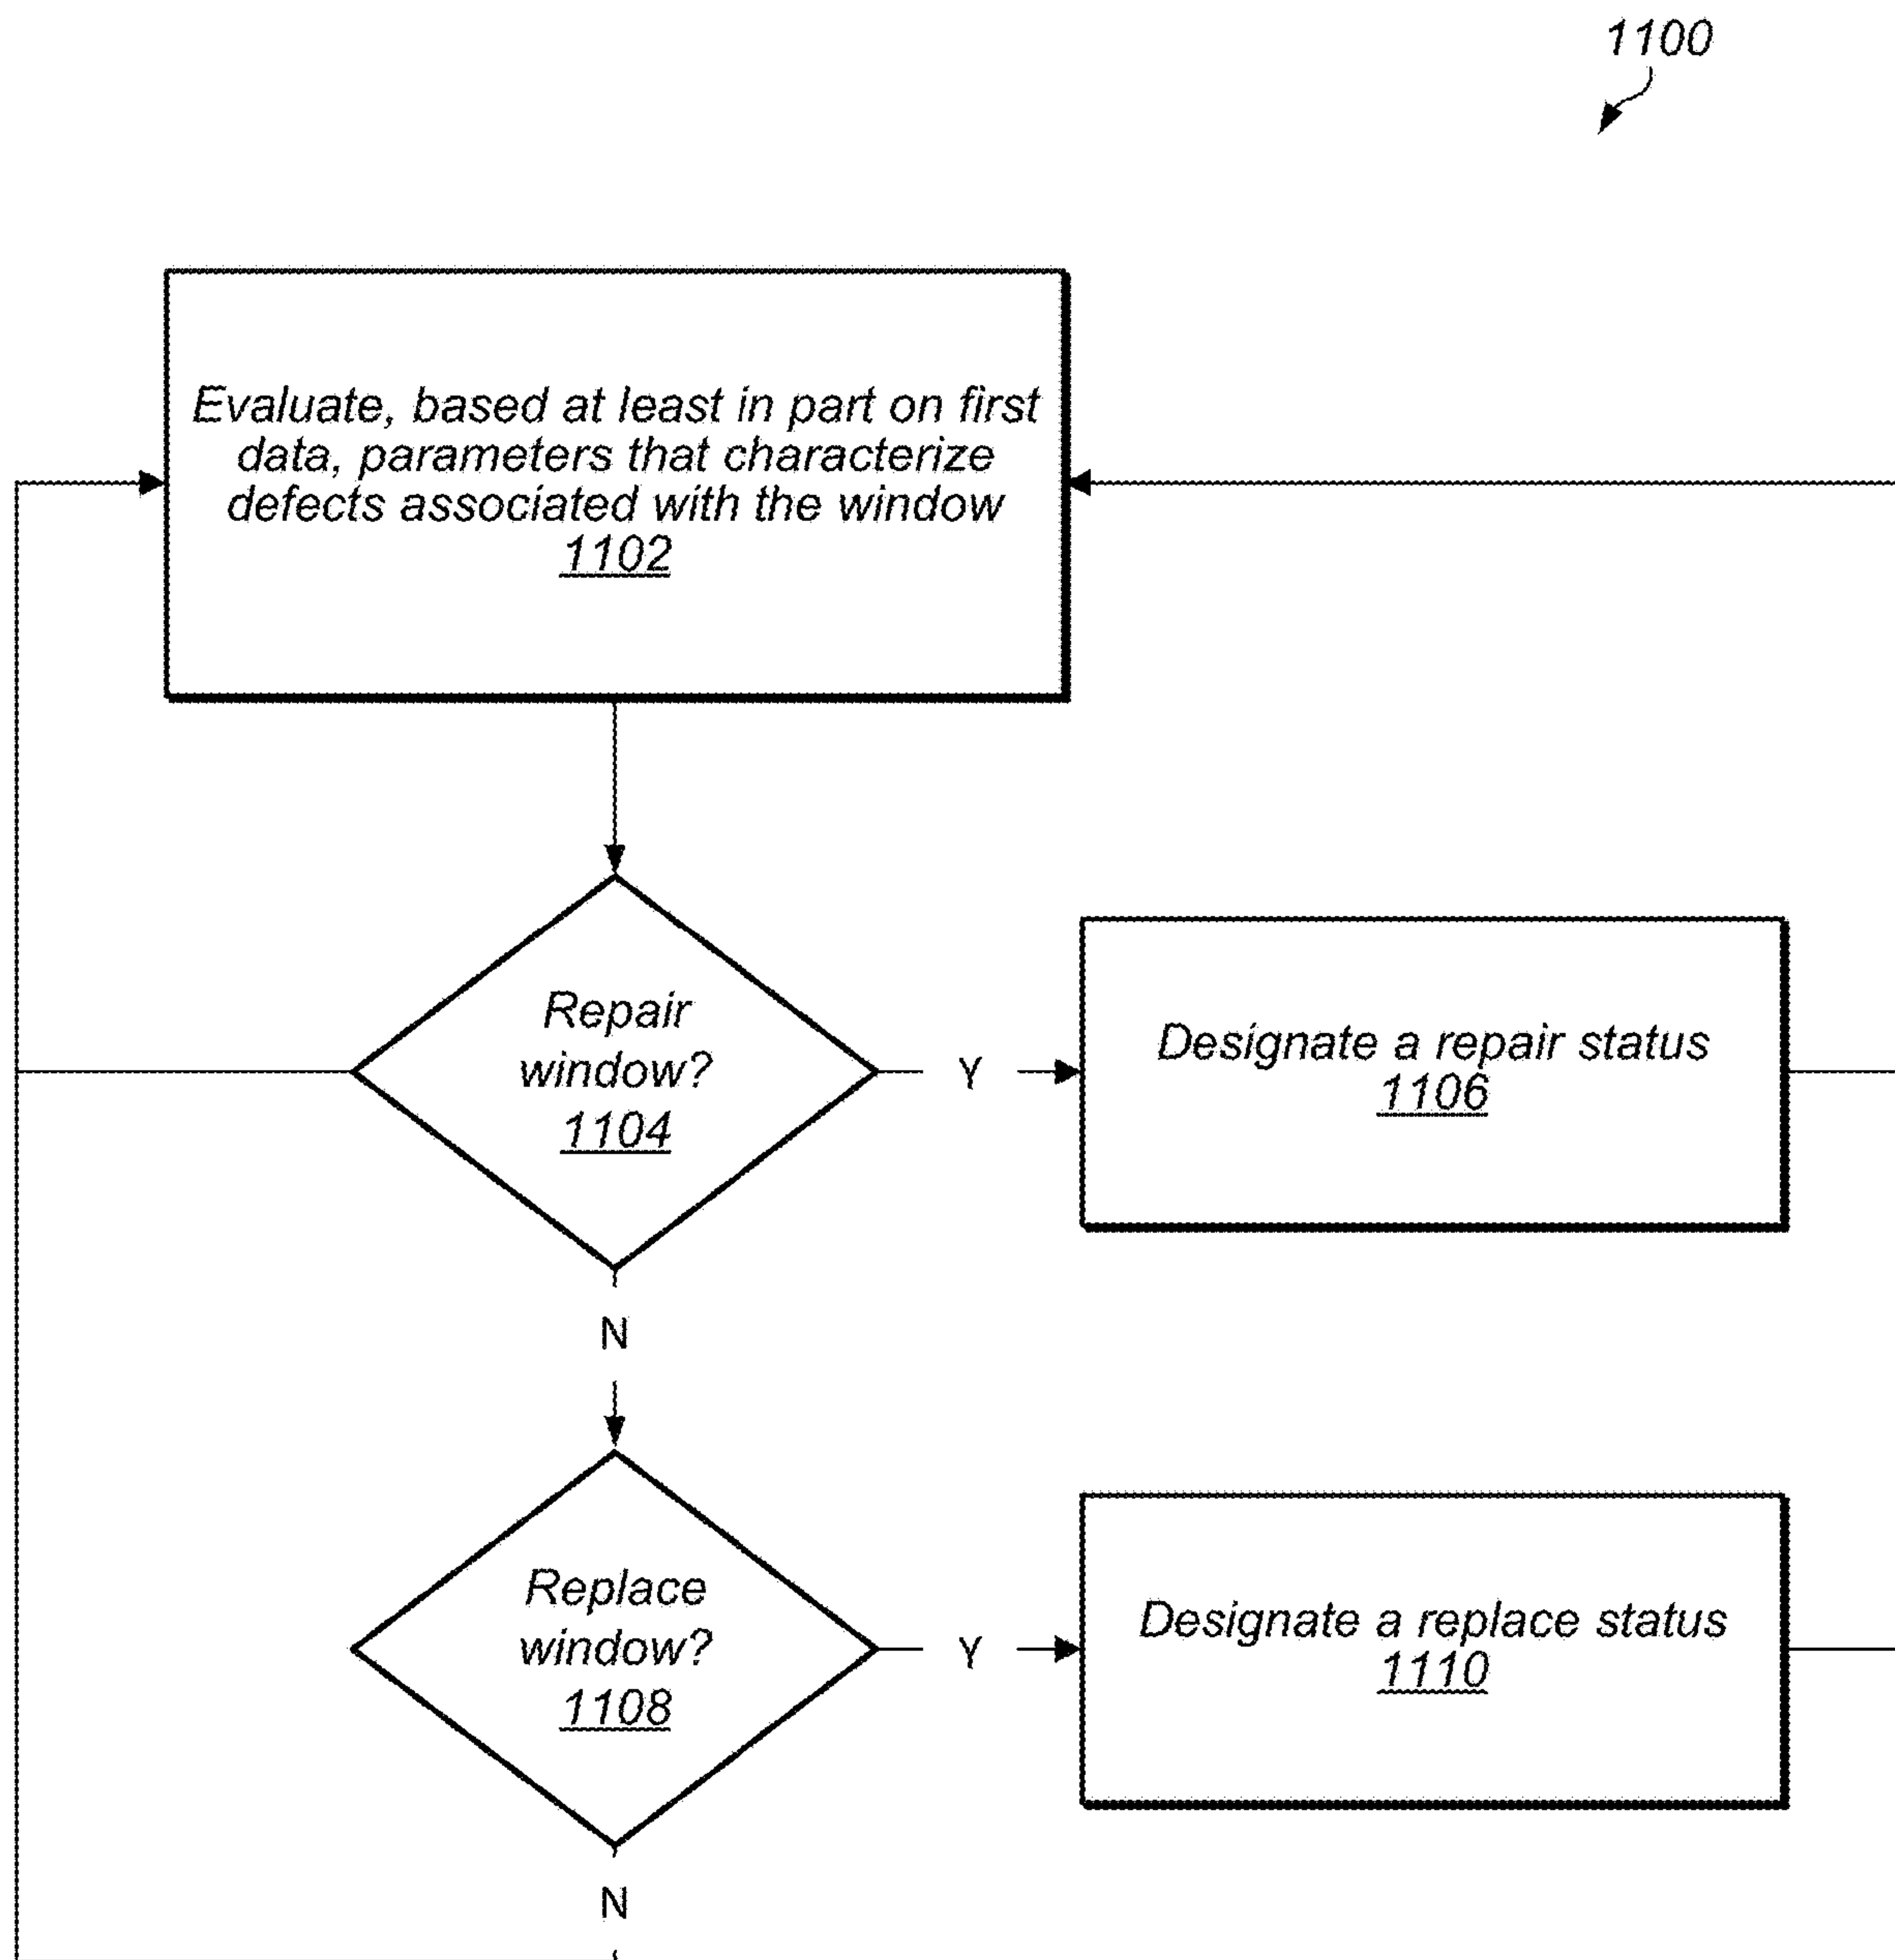 1100
Evaluate, based at least in part on first
data, parameters that characterize
defects associated with the window
1102
Repair
window?
1104
Y
Designate a repair status
1106
N
Replace
window?
1108
Y
Designate a replace status
1110
N